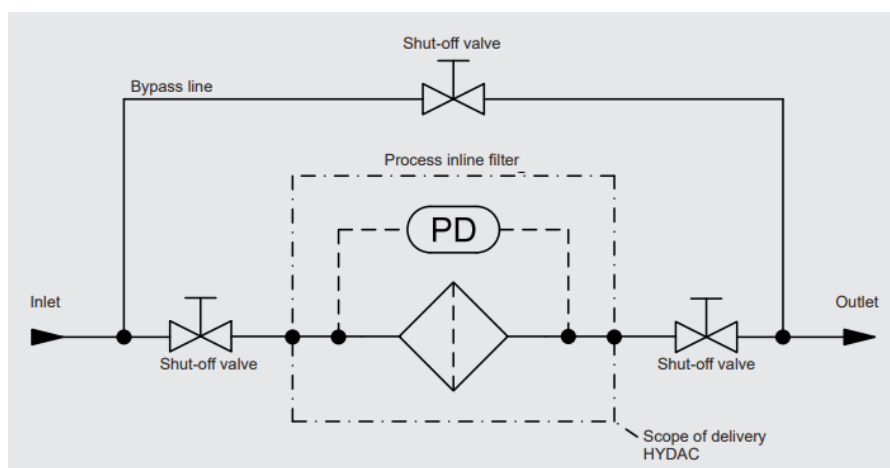 Shut-off valve
Bypass line
Process inline filter
PD
Inlet
Outlet
Shut-off valve
Shut-off valve
Scope of delivery
HYDAC